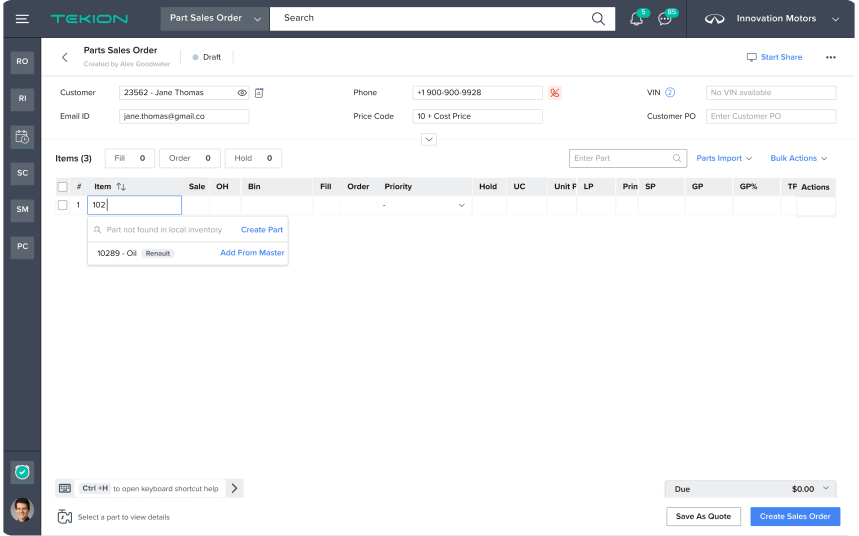 TEKION Part Sales Order Search 5 85 Innovation Motors
RO
RI
SC
SM
PC
Parts Sales Order
Created by Alex Goodwater
Draft
Start Share
Customer 23562 - Jane Thomas Phone +1 900-900-9928 VIN 2 No VIN available
Email ID jane.thomas@gmail.co Price Code 10 + Cost Price Customer PO Enter Customer PO
Items (3) Fill 0 Order 0 Hold 0 Enter Part Parts Import Bulk Actions
# Item Sale OH Bin Fill Order Priority Hold UC Unit P LP Prin SP GP GP% TP Actions
1 102 -
Part not found in local inventory Create Part
10289 - Oil Renault Add From Master
Ctrl +H to open keyboard shortcut help
Due $0.00
Select a part to view details
Save As Quote Create Sales Order